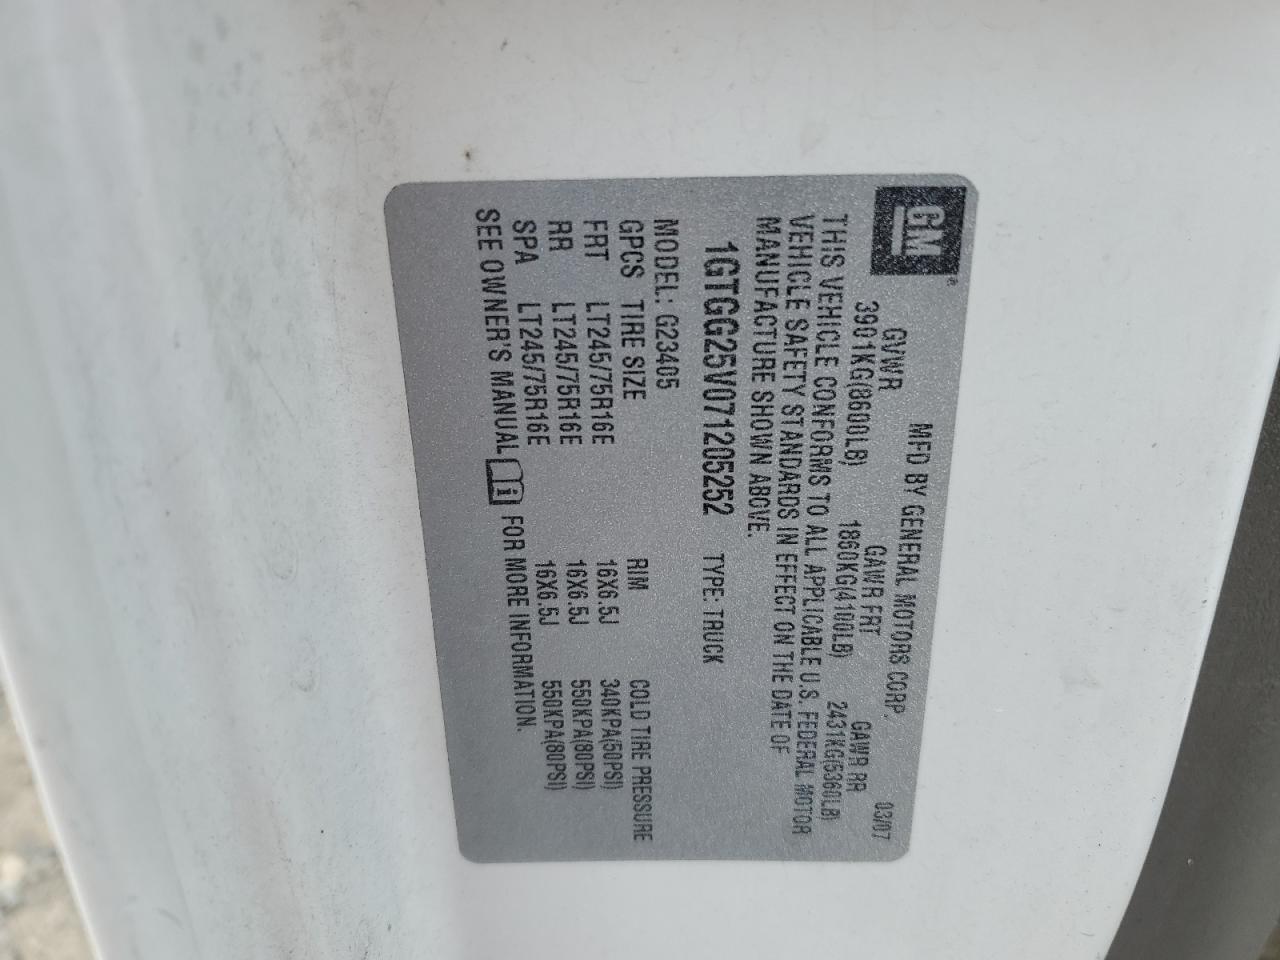 GM®
MFD BY GENERAL MOTORS CORP.
03/07
GVWR GAWR FRT GAWR RR
3901KG(8600LB) 1860KG(4100LB) 2431KG(5360LB)
THIS VEHICLE CONFORMS TO ALL APPLICABLE U.S. FEDERAL MOTOR
VEHICLE SAFETY STANDARDS IN EFFECT ON THE DATE OF
MANUFACTURE SHOWN ABOVE.
1GTGG25V071205252 TYPE: TRUCK
MODEL: G23405
GPCS TIRE SIZE RIM COLD TIRE PRESSURE
FRT LT245/75R16E 16X6.5J 340KPA(50PSI)
RR LT245/75R16E 16X6.5J 550KPA(80PSI)
SPA LT245/75R16E 16X6.5J 550KPA(80PSI)
SEE OWNER'S MANUAL FOR MORE INFORMATION.